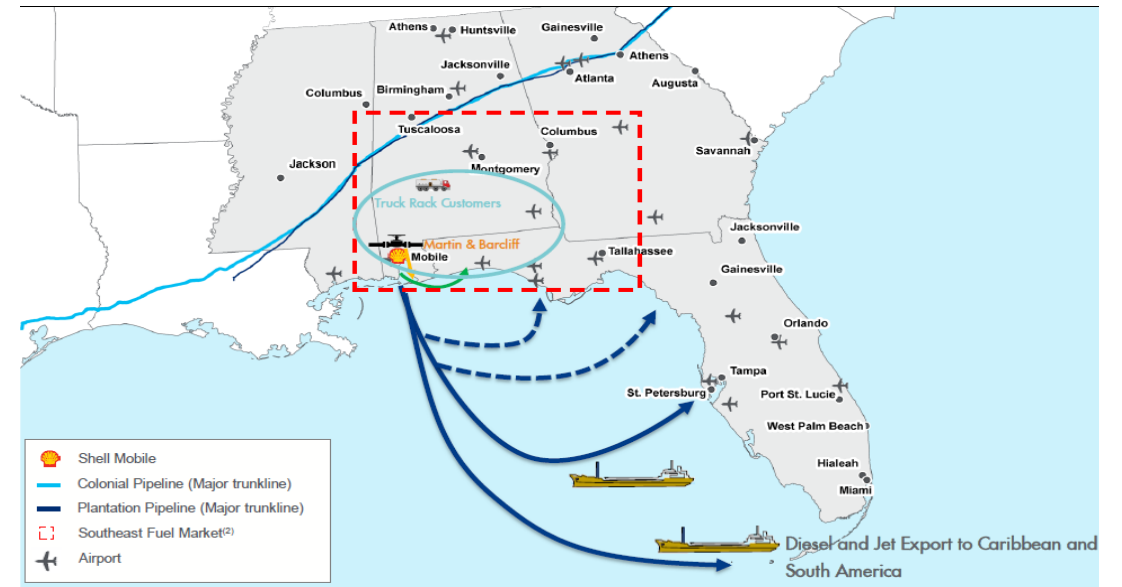 Athens
Huntsville
Gainesville
Athens
Jacksonville
Atlanta
Augusta
Columbus
Birmingham
Tuscaloosa
Columbus
Savannah
Jackson
Montgomery
Truck Rack Customers
Martin & Barcliff
Mobile
Tallahassee
Jacksonville
Gainesville
Orlando
Tampa
St. Petersburg
Port St. Lucie
West Palm Beach
Hialeah
Miami
Shell Mobile
Colonial Pipeline (Major trunkline)
Plantation Pipeline (Major trunkline)
Southeast Fuel Market(2)
Airport
Diesel and Jet Export to Caribbean and
South America